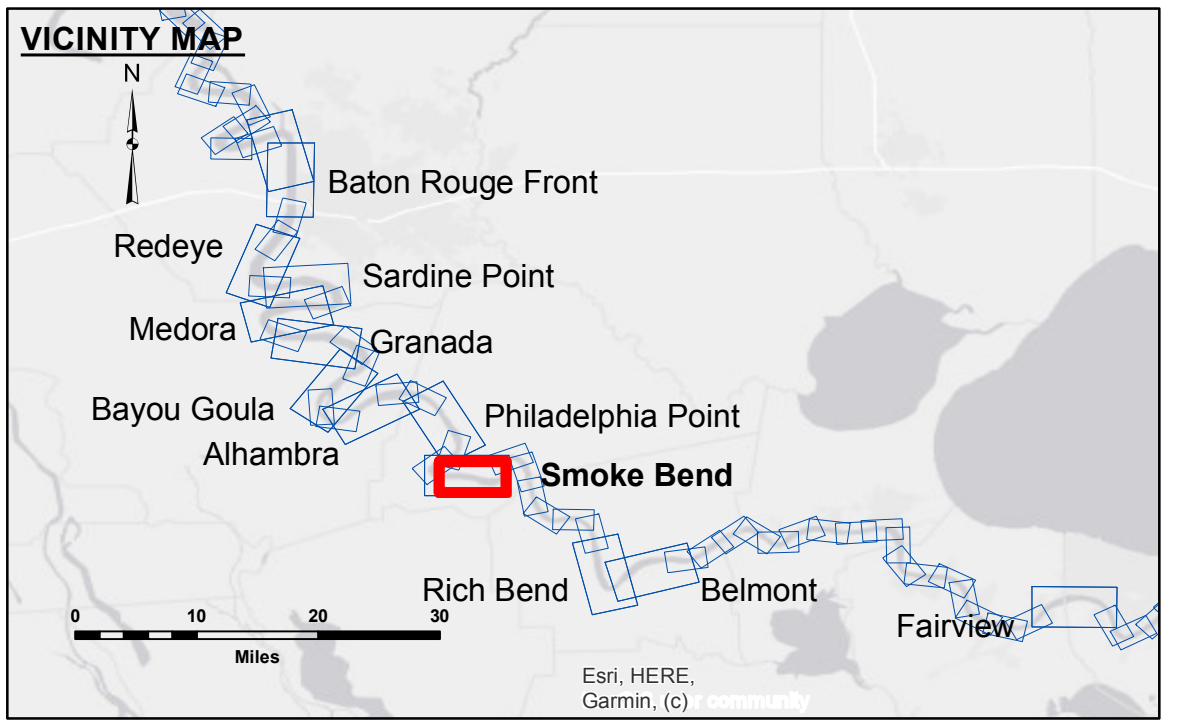 VICINITY MAP
N
Baton Rouge Front
Redeye
Sardine Point
Medora
Granada
Bayou Goula
Philadelphia Point
Alhambra
Smoke Bend
Rich Bend
Belmont
Fairview
0 10 20 30
Miles
Esri, HERE,
Garmin, (c) community